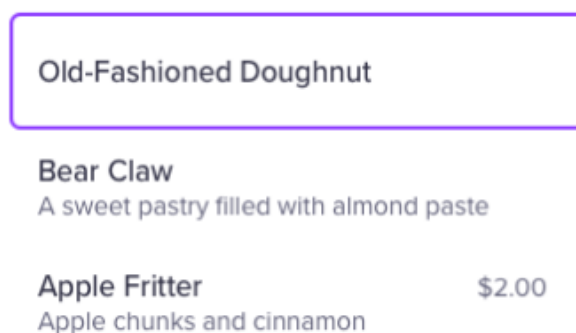 Old-Fashioned Doughnut
Bear Claw
A sweet pastry filled with almond paste
Apple Fritter $2.00
Apple chunks and cinnamon